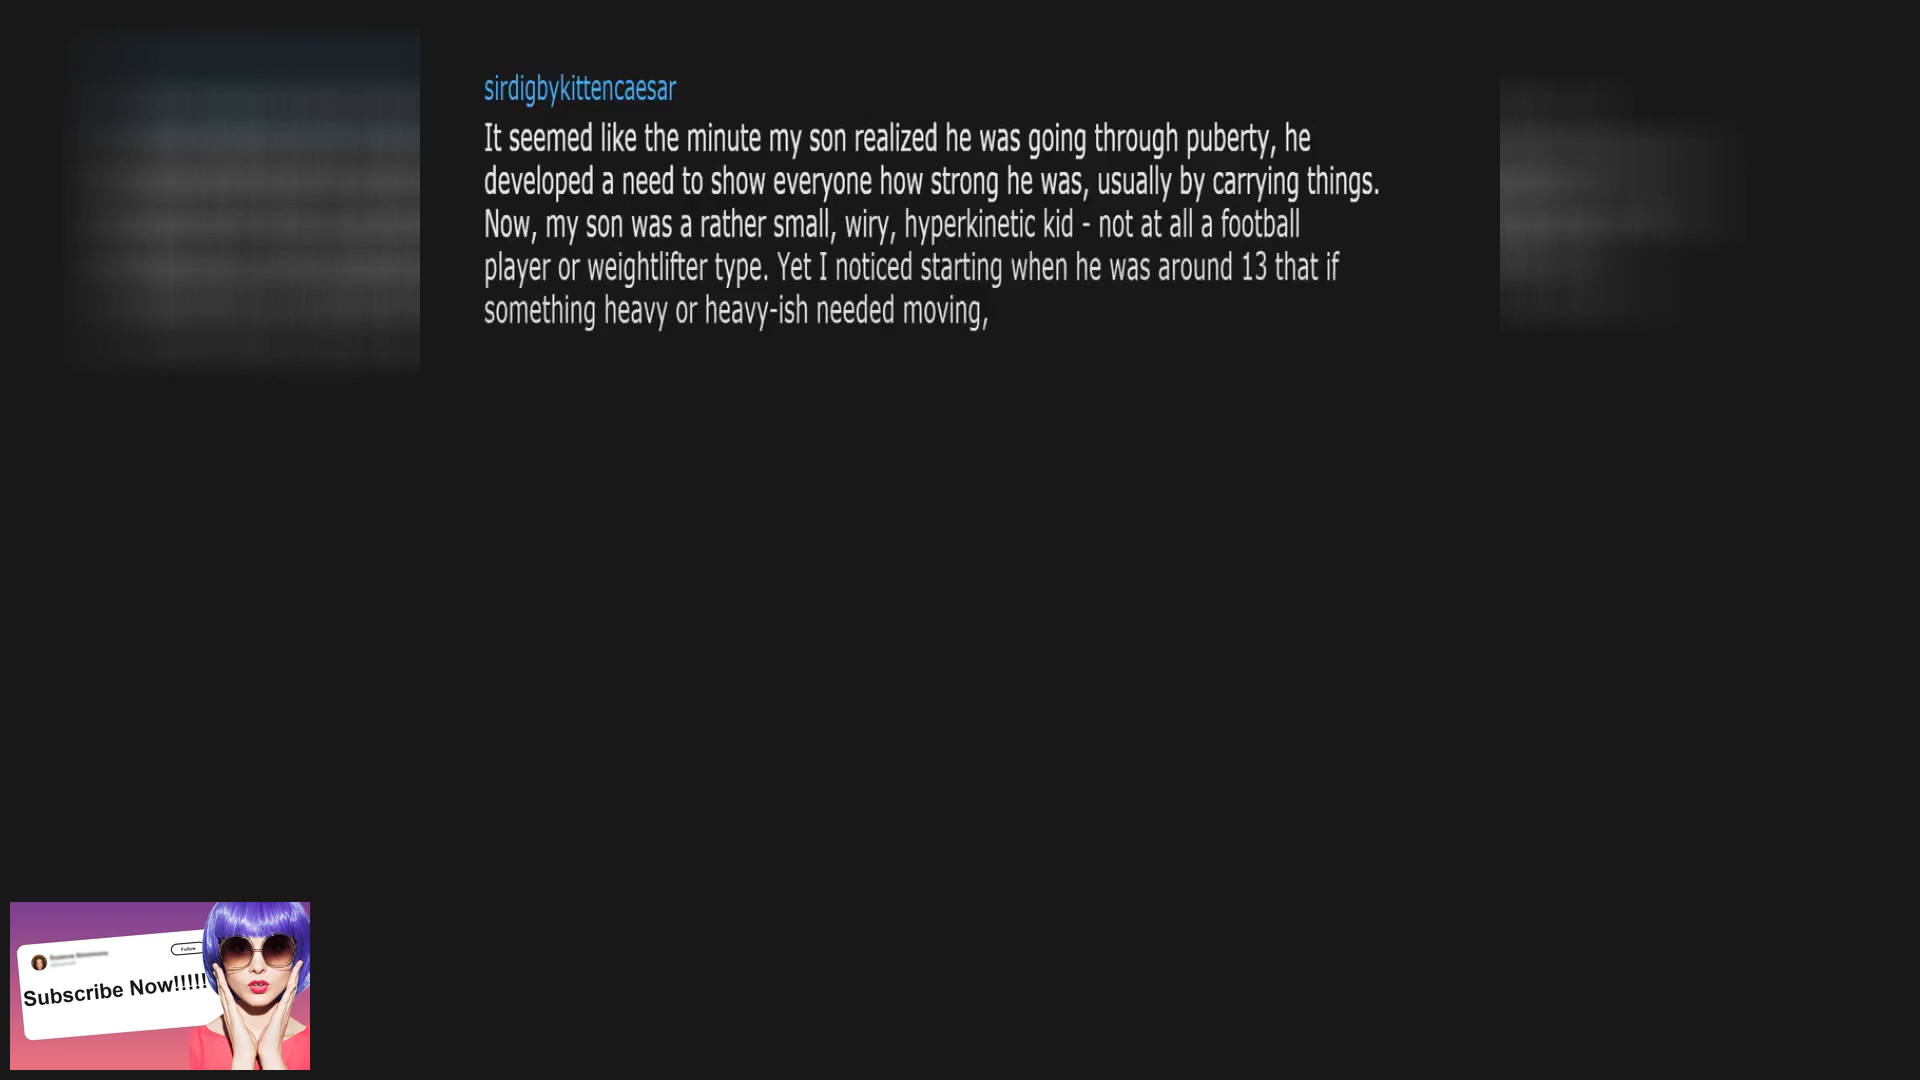 sirdigbykittencaesar
It seemed like the minute my son realized he was going through puberty, he
developed a need to show everyone how strong he was, usually by carrying things.
Now, my son was a rather small, wiry, hyperkinetic kid - not at all a football
player or weightlifter type. Yet I noticed starting when he was around 13 that if
something heavy or heavy-ish needed moving,
Follow
Subscribe Now!!!!!